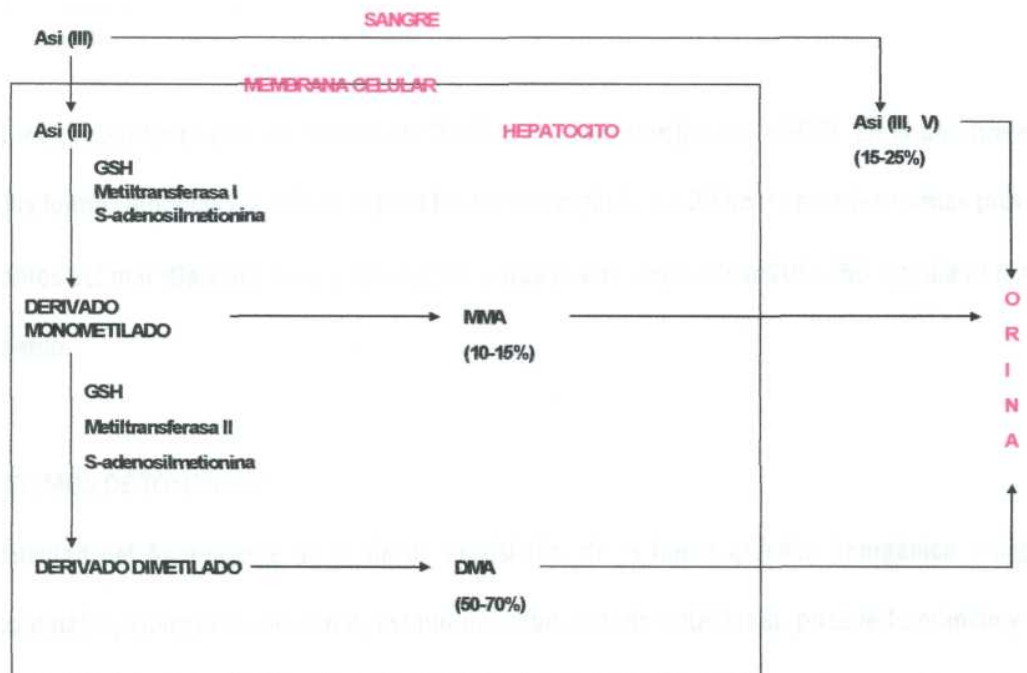 SANGRE
Asi (III)
MEMBRANA CELULAR
Asi (III)
HEPATOCITO
Asi (III, V)
(15-25%)
GSH
Metiltransferasa I
S-adenosilmetionina
DERIVADO
MONOMETILADO
MMA
(10-15%)
ORINA
GSH
Metiltransferasa II
S-adenosilmetionina
DERIVADO DIMETILADO
DMA
(50-70%)